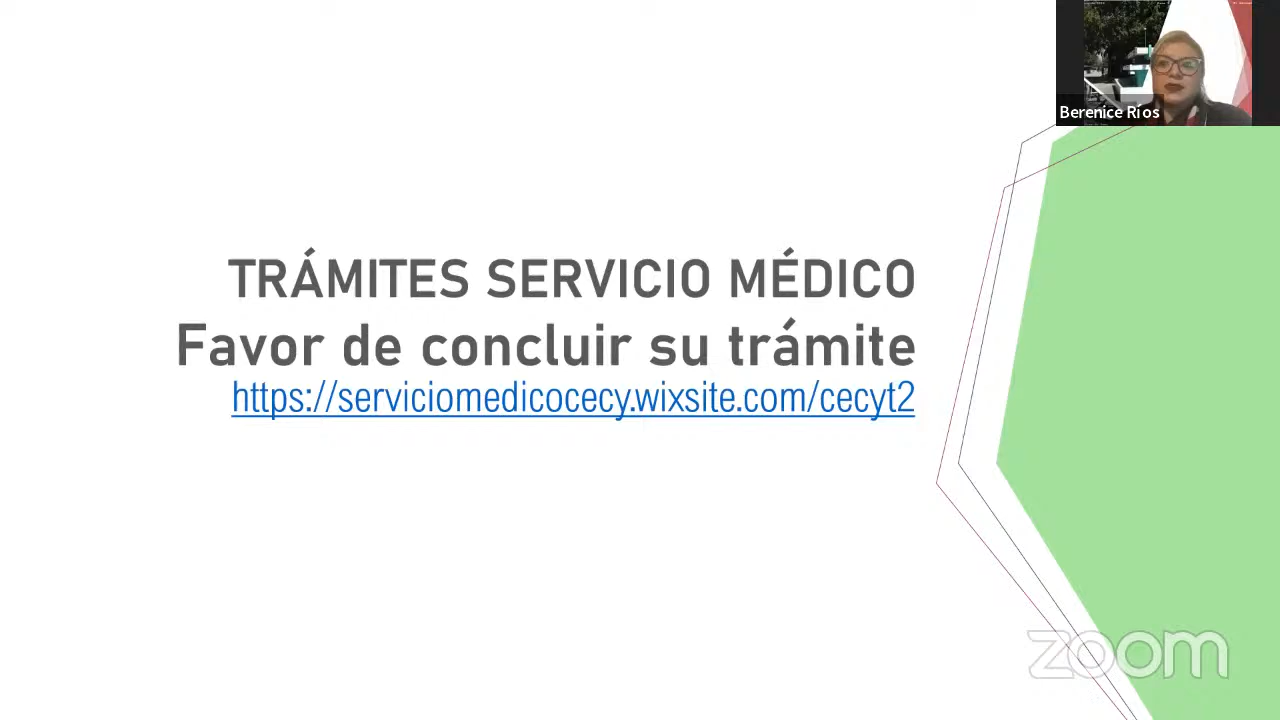 Berenice Ríos
TRÁMITES SERVICIO MÉDICO
Favor de concluir su trámite
https://serviciomedicocecy.wixsite.com/cecyt2
zoom